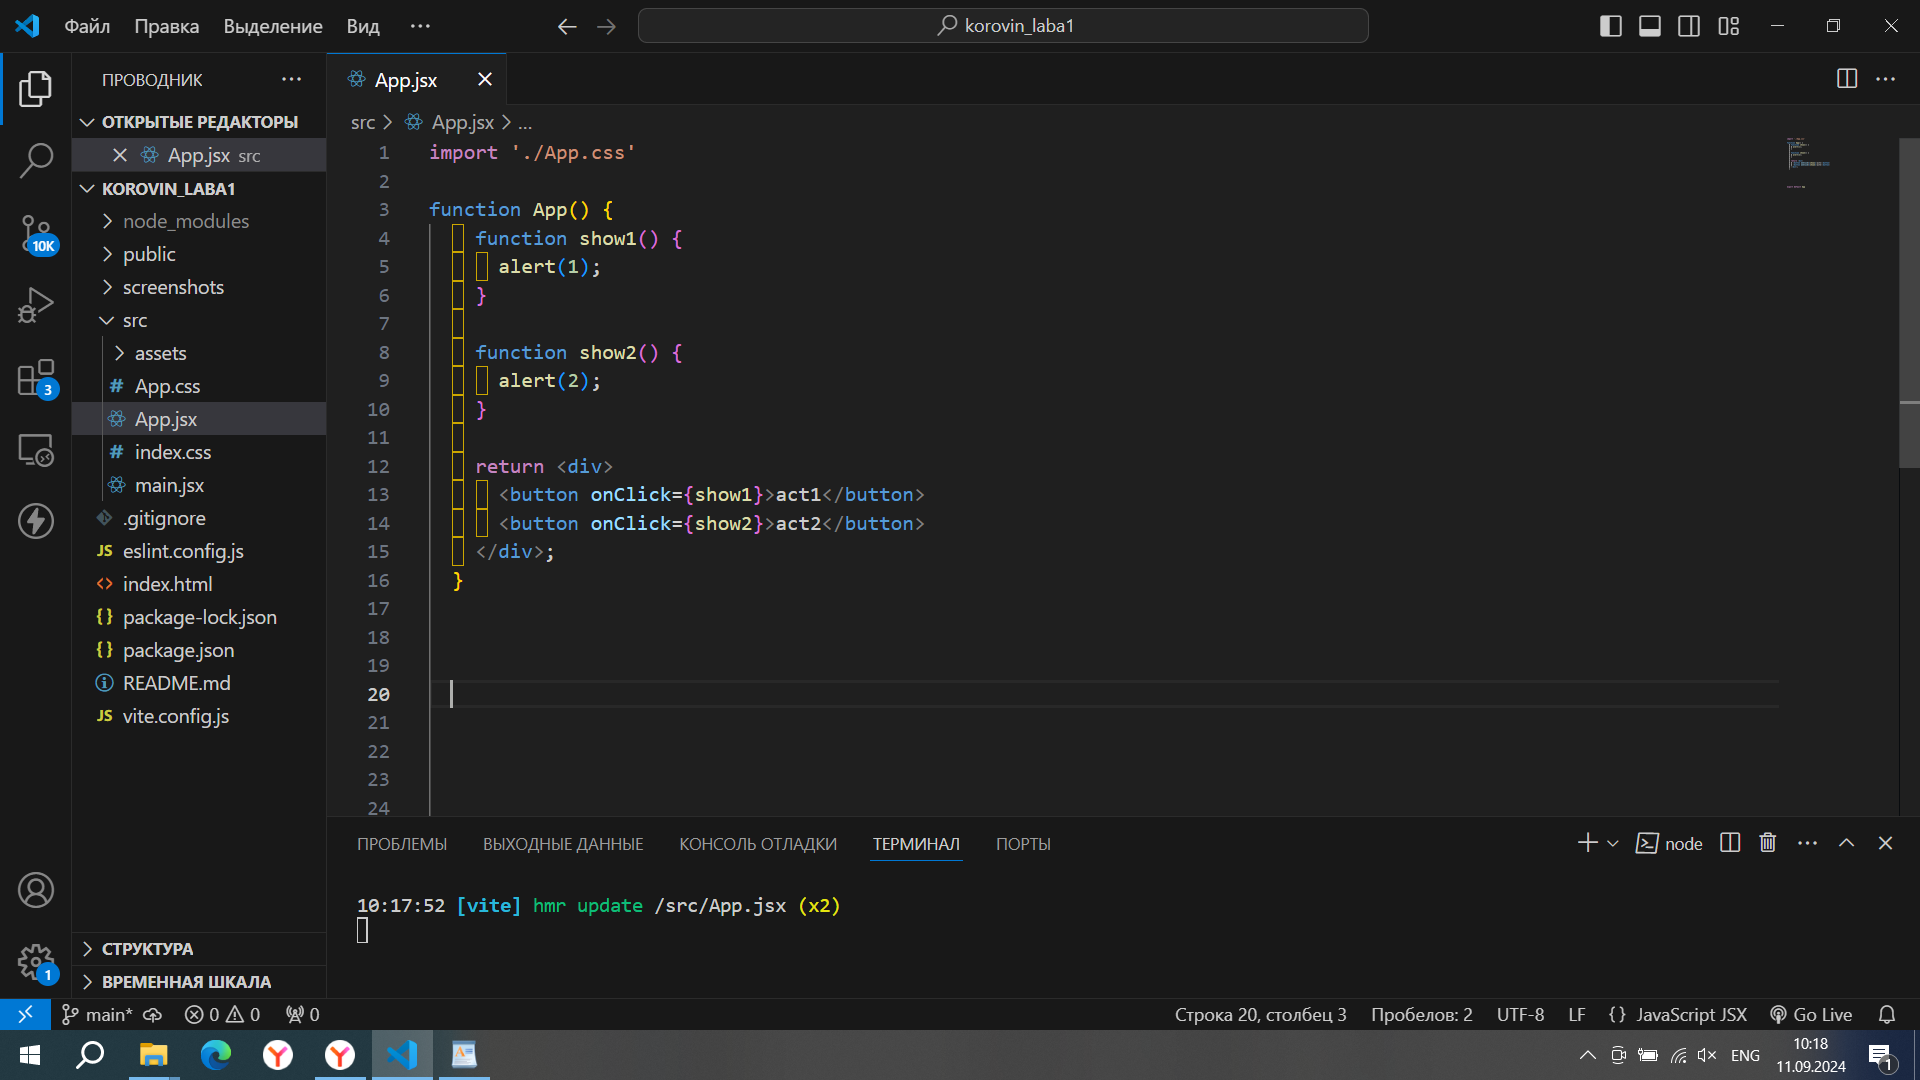 Файл Правка Выделение Вид ... korovin_laba1
ПРОВОДНИК ...
ОТКРЫТЫЕ РЕДАКТОРЫ
App.jsx src
KOROVIN_LABA1
node_modules
public
screenshots
src
assets
App.css
App.jsx
index.css
main.jsx
.gitignore
JS eslint.config.js
index.html
package-lock.json
package.json
README.md
JS vite.config.js
СТРУКТУРА
ВРЕМЕННАЯ ШКАЛА
10K
3
1
App.jsx
src > App.jsx > ...
1 import './App.css'
2
3 function App() {
4 function show1() {
5 alert(1);
6 }
7
8 function show2() {
9 alert(2);
10 }
11
12 return <div>
13 <button onClick={show1}>act1</button>
14 <button onClick={show2}>act2</button>
15 </div>;
16 }
17
18
19
20
21
22
23
24
ПРОБЛЕМЫ ВЫХОДНЫЕ ДАННЫЕ КОНСОЛЬ ОТЛАДКИ ТЕРМИНАЛ ПОРТЫ node
10:17:52 [vite] hmr update /src/App.jsx (x2)
main* 0 0 0 Строка 20, столбец 3 Пробелов: 2 UTF-8 LF {} JavaScript JSX Go Live
ENG 10:18
11.09.2024 1